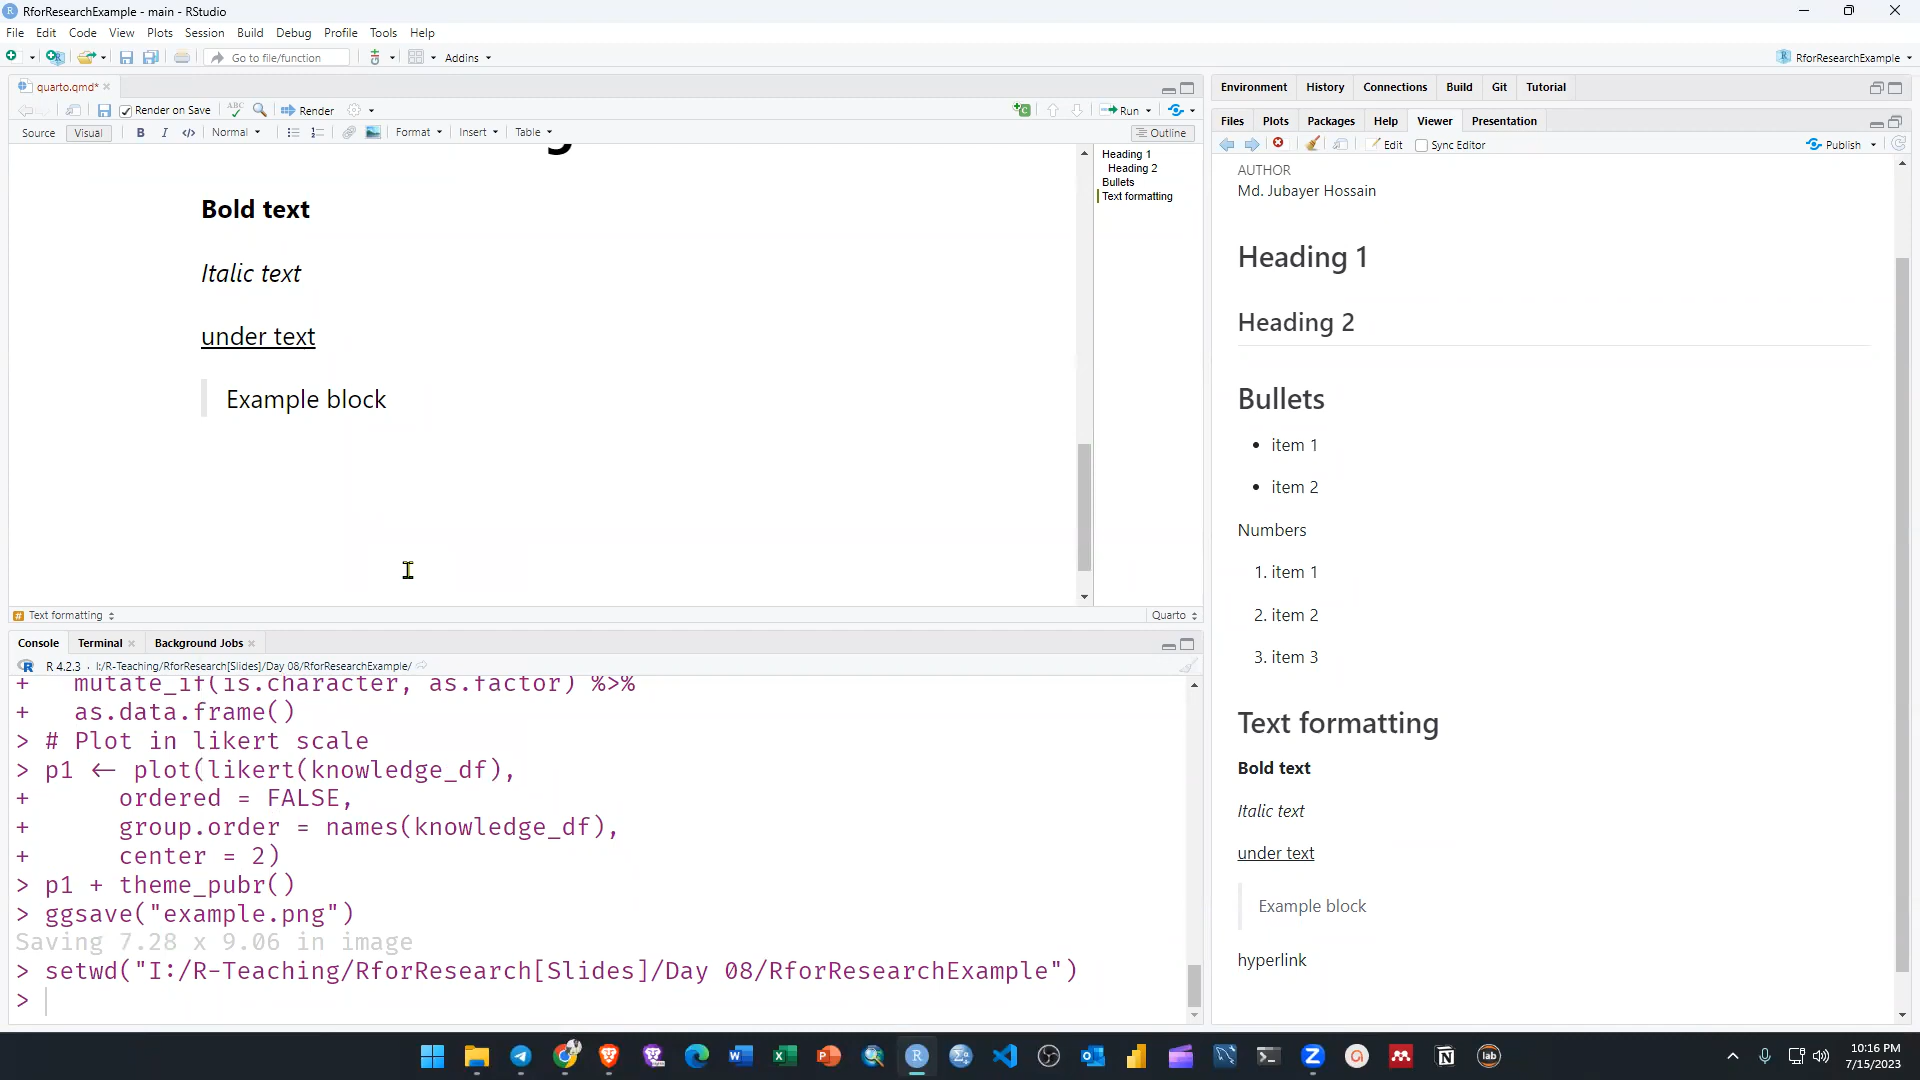 RforResearchExample - main - RStudio
File Edit Code View Plots Session Build Debug Profile Tools Help
Go to file/function Addins RforResearchExample
quarto.qmd*
Render on Save ABC Render Run
Source Visual B I </> Normal Format Insert Table Outline
Bold text
Italic text
under text
Example block
Heading 1
Heading 2
Bullets
Text formatting
# Text formatting Quarto
Console Terminal Background Jobs
R 4.2.3 · I:/R-Teaching/RforResearch[Slides]/Day 08/RforResearchExample/
+ mutate_if(is.character, as.factor) %>%
+ as.data.frame()
> # Plot in likert scale
> p1 <- plot(likert(knowledge_df),
+ ordered = FALSE,
+ group.order = names(knowledge_df),
+ center = 2)
> p1 + theme_pubr()
> ggsave("example.png")
Saving 7.28 x 9.06 in image
> setwd("I:/R-Teaching/RforResearch[Slides]/Day 08/RforResearchExample")
>
Environment History Connections Build Git Tutorial
Files Plots Packages Help Viewer Presentation
Edit Sync Editor Publish
AUTHOR
Md. Jubayer Hossain
Heading 1
Heading 2
Bullets
• item 1
• item 2
Numbers
1. item 1
2. item 2
3. item 3
Text formatting
Bold text
Italic text
under text
Example block
hyperlink
lab
10:16 PM
7/15/2023